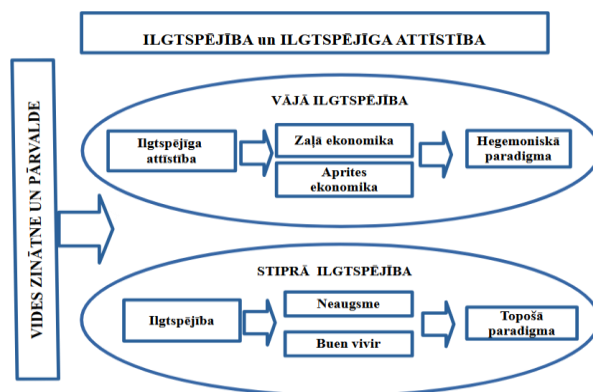 ILGTSPĒJĪBA un ILGTSPĒJĪGA ATTĪSTĪBA
VIDES ZINĀTNE UN PĀRVALDE
VĀJĀ ILGTSPĒJĪBA
Ilgtspējīga
attīstība
Zaļā ekonomika
Aprites
ekonomika
Hegemoniskā
paradigma
STIPRĀ ILGTSPĒJĪBA
Ilgtspējība
Neaugsme
Buen vivir
Topošā
paradigma